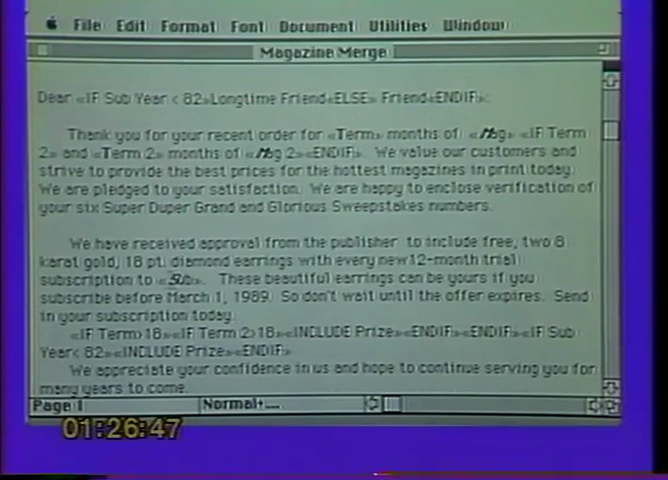 File Edit Format Font Document Utilities Window
Magazine Merge
Dear «IF Sub Year < 82»Longtime Friend«ELSE» Friend«ENDIF»:
Thank you for your recent order for «Term» months of «Mag» «IF Term
2» and «Term 2» months of «Mag 2»«ENDIF». We value our customers and
strive to provide the best prices for the hottest magazines in print today.
We are pledged to your satisfaction. We are happy to enclose verification of
your six Super Duper Grand and Glorious Sweepstakes numbers.
We have received approval from the publisher to include free, two 8
karat gold, 18 pt. diamond earrings with every new 12-month trial
subscription to «Sub». These beautiful earrings can be yours if you
subscribe before March 1, 1989. So don't wait until the offer expires. Send
in your subscription today.
«IF Term>18»«IF Term 2>18»«INCLUDE Prize»«ENDIF»«ENDIF»«IF Sub
Year< 82»«INCLUDE Prize»«ENDIF»
We appreciate your confidence in us and hope to continue serving you for
many years to come.
Page 1 Normal+....
01:26:47